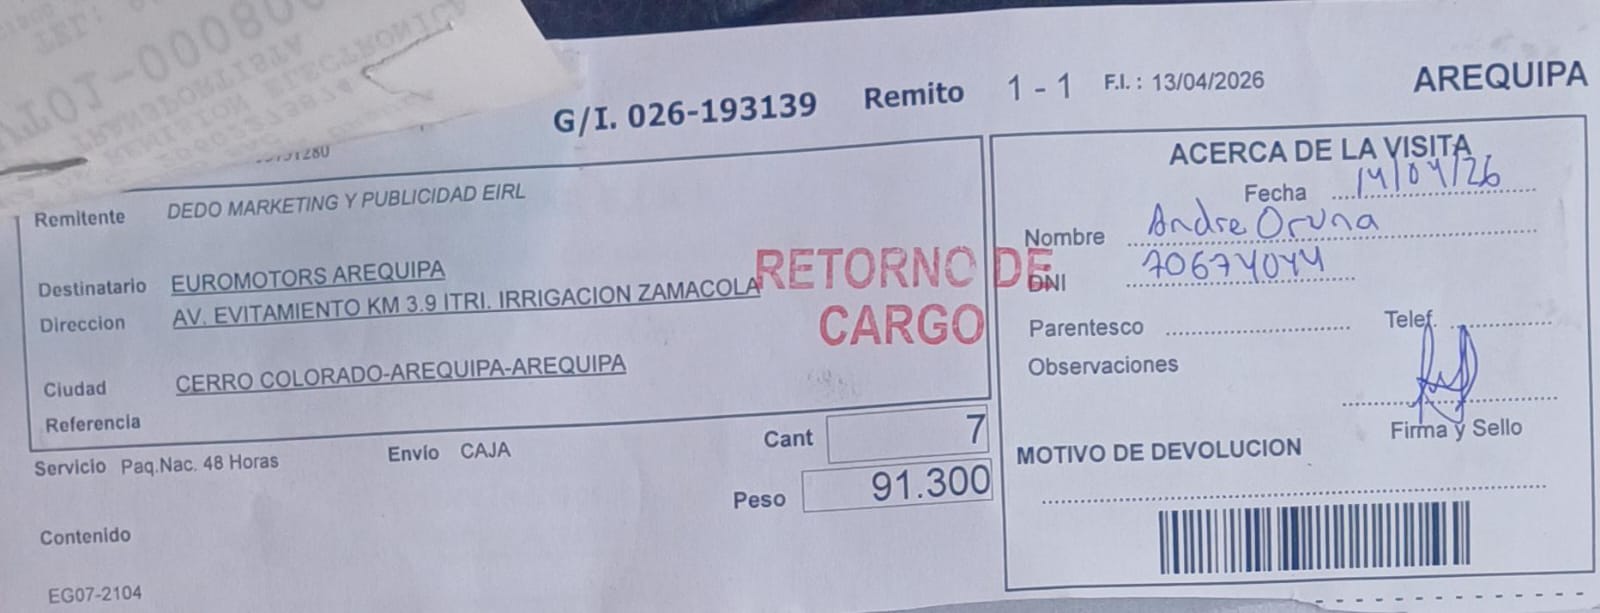 G/I. 026-193139 Remito 1 - 1 F.I. : 13/04/2026 AREQUIPA
Remitente DEDO MARKETING Y PUBLICIDAD EIRL
Destinatario EUROMOTORS AREQUIPA
Direccion AV. EVITAMIENTO KM 3.9 ITRI. IRRIGACION ZAMACOLA
Ciudad CERRO COLORADO-AREQUIPA-AREQUIPA
Referencia
RETORNO DE
CARGO
Servicio Paq.Nac. 48 Horas
Envío CAJA
Cant 7
Peso 91.300
Contenido
EG07-2104
ACERCA DE LA VISITA
Fecha 14/04/26
Nombre Andre Oruna
DNI 70674044
Parentesco Telef.
Observaciones
Firma y Sello
MOTIVO DE DEVOLUCION